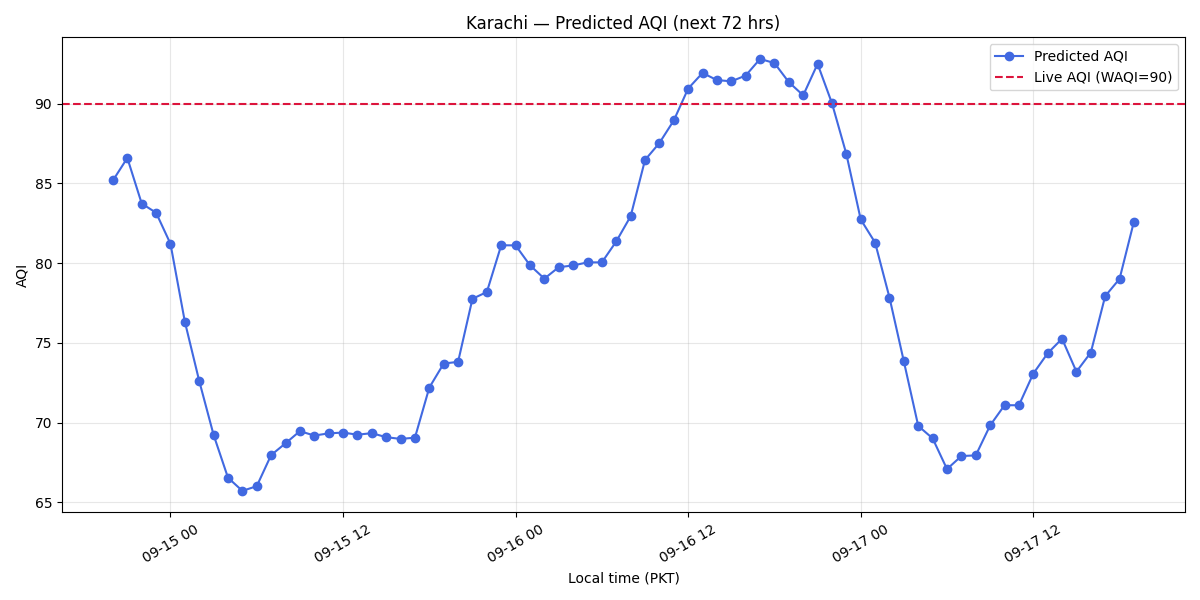 Karachi — Predicted AQI (next 72 hrs)
Predicted AQI
Live AQI (WAQI=90)
AQI
90
85
80
75
70
65
09-15 00
09-15 12
09-16 00
09-16 12
09-17 00
09-17 12
Local time (PKT)